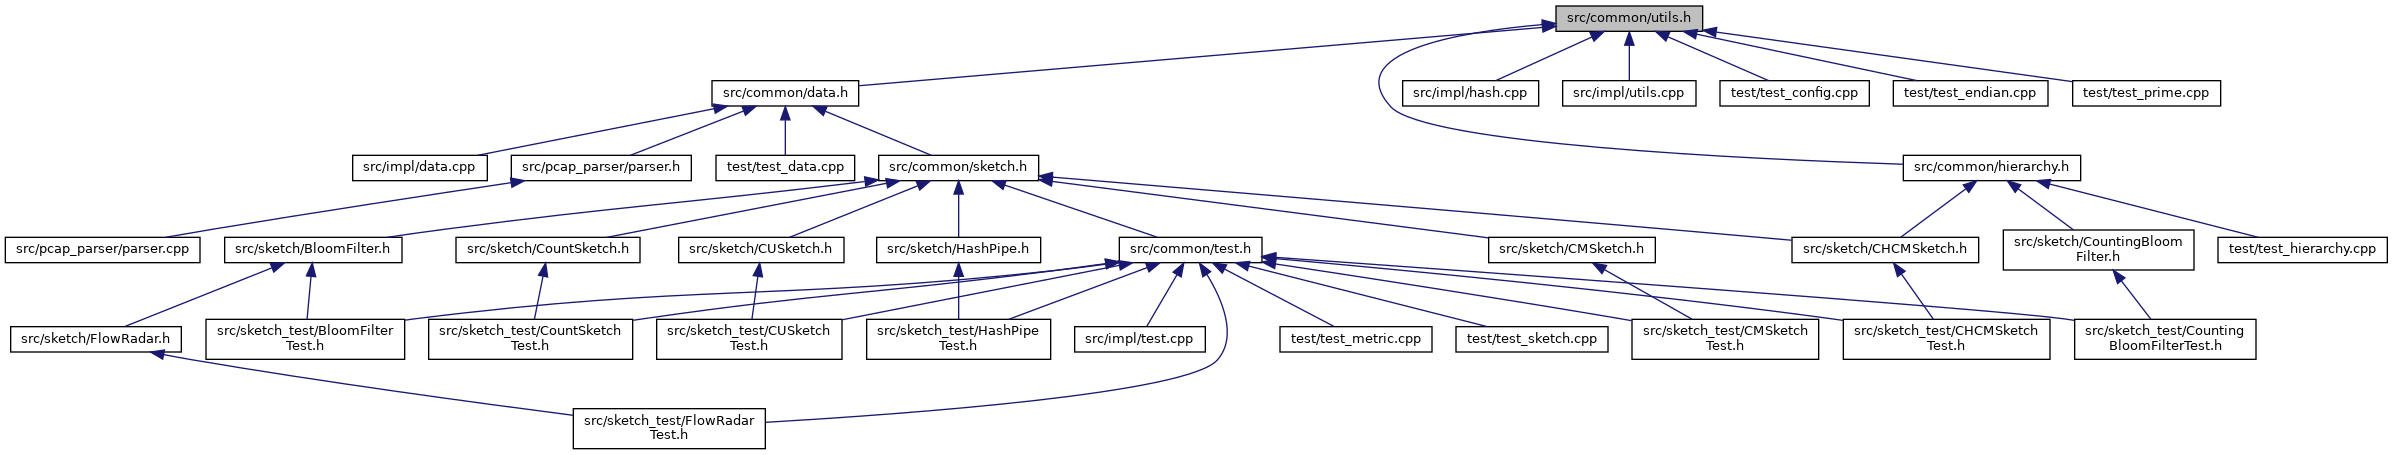 src/common/utils.h
src/common/data.h
src/impl/hash.cpp
src/impl/utils.cpp
test/test_config.cpp
test/test_endian.cpp
test/test_prime.cpp
src/impl/data.cpp
src/pcap_parser/parser.h
test/test_data.cpp
src/common/sketch.h
src/common/hierarchy.h
src/pcap_parser/parser.cpp
src/sketch/BloomFilter.h
src/sketch/CountSketch.h
src/sketch/CUSketch.h
src/sketch/HashPipe.h
src/common/test.h
src/sketch/CMSketch.h
src/sketch/CHCMSketch.h
src/sketch/CountingBloom
Filter.h
test/test_hierarchy.cpp
src/sketch/FlowRadar.h
src/sketch_test/BloomFilter
Test.h
src/sketch_test/CountSketch
Test.h
src/sketch_test/CUSketch
Test.h
src/sketch_test/HashPipe
Test.h
src/impl/test.cpp
test/test_metric.cpp
test/test_sketch.cpp
src/sketch_test/CMSketch
Test.h
src/sketch_test/CHCMSketch
Test.h
src/sketch_test/Counting
BloomFilterTest.h
src/sketch_test/FlowRadar
Test.h